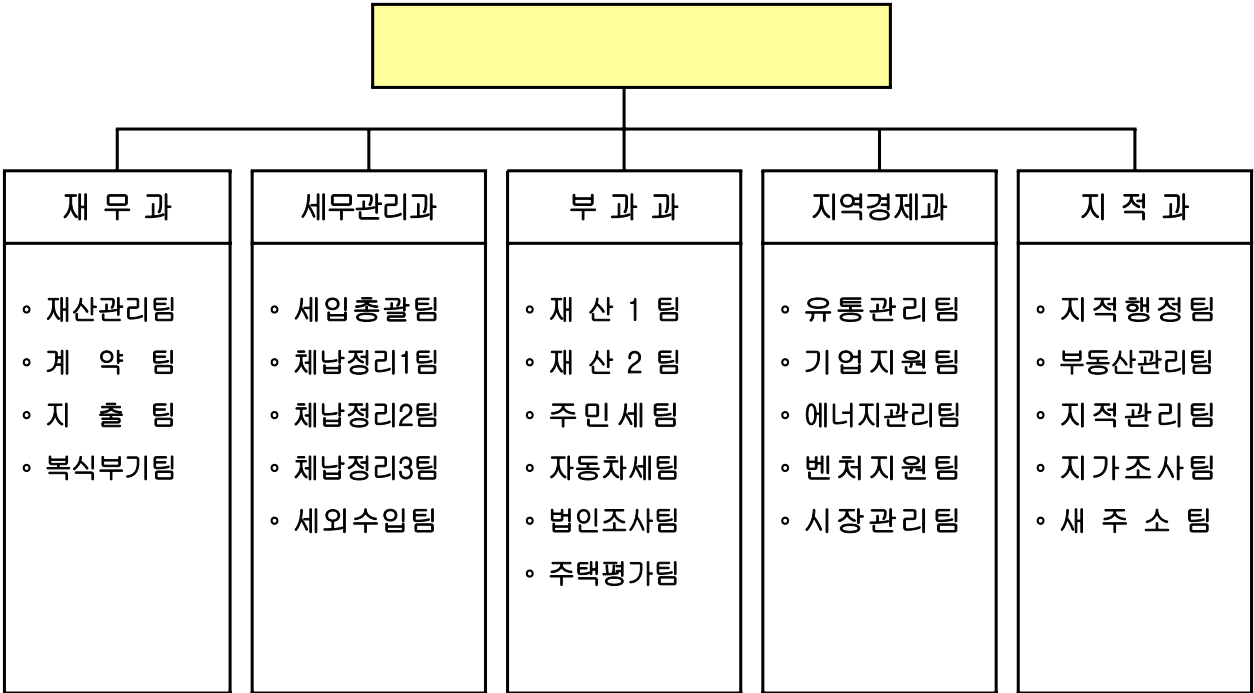 재 무 과
◦ 재산관리팀
◦ 계 약 팀
◦ 지 출 팀
◦ 복식부기팀
세무관리과
◦ 세입총괄팀
◦ 체납정리1팀
◦ 체납정리2팀
◦ 체납정리3팀
◦ 세외수입팀
부 과 과
◦ 재 산 1 팀
◦ 재 산 2 팀
◦ 주민세팀
◦ 자동차세팀
◦ 법인조사팀
◦ 주택평가팀
지역경제과
◦ 유통관리팀
◦ 기업지원팀
◦ 에너지관리팀
◦ 벤처지원팀
◦ 시장관리팀
지 적 과
◦ 지적행정팀
◦ 부동산관리팀
◦ 지적관리팀
◦ 지가조사팀
◦ 새 주 소 팀